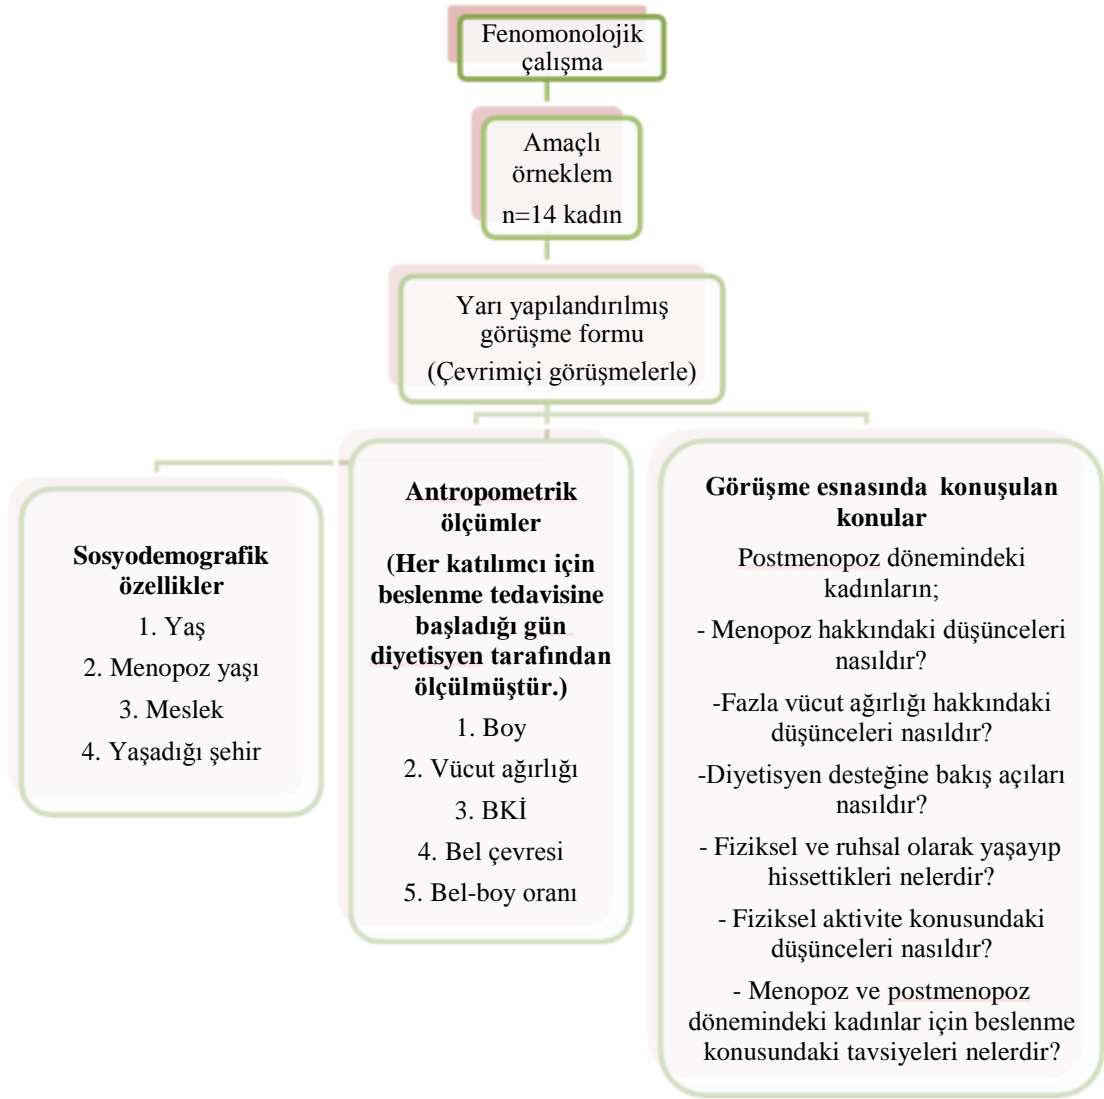 Fenomonolojik
çalışma
Amaçlı
örneklem
n=14 kadın
Yarı yapılandırılmış
görüşme formu
(Çevrimiçi görüşmelerle)
Sosyodemografik
özellikler
1. Yaş
2. Menopoz yaşı
3. Meslek
4. Yaşadığı şehir
Antropometrik
ölçümler
(Her katılımcı için
beslenme tedavisine
başladığı gün
diyetisyen tarafından
ölçülmüştür.)
1. Boy
2. Vücut ağırlığı
3. BKİ
4. Bel çevresi
5. Bel-boy oranı
Görüşme esnasında konuşulan
konular
Postmenopoz dönemindeki
kadınların;
- Menopoz hakkındaki düşünceleri
nasıldır?
-Fazla vücut ağırlığı hakkındaki
düşünceleri nasıldır?
-Diyetisyen desteğine bakış açıları
nasıldır?
- Fiziksel ve ruhsal olarak yaşayıp
hissettikleri nelerdir?
- Fiziksel aktivite konusundaki
düşünceleri nasıldır?
- Menopoz ve postmenopoz
dönemindeki kadınlar için beslenme
konusundaki tavsiyeleri nelerdir?